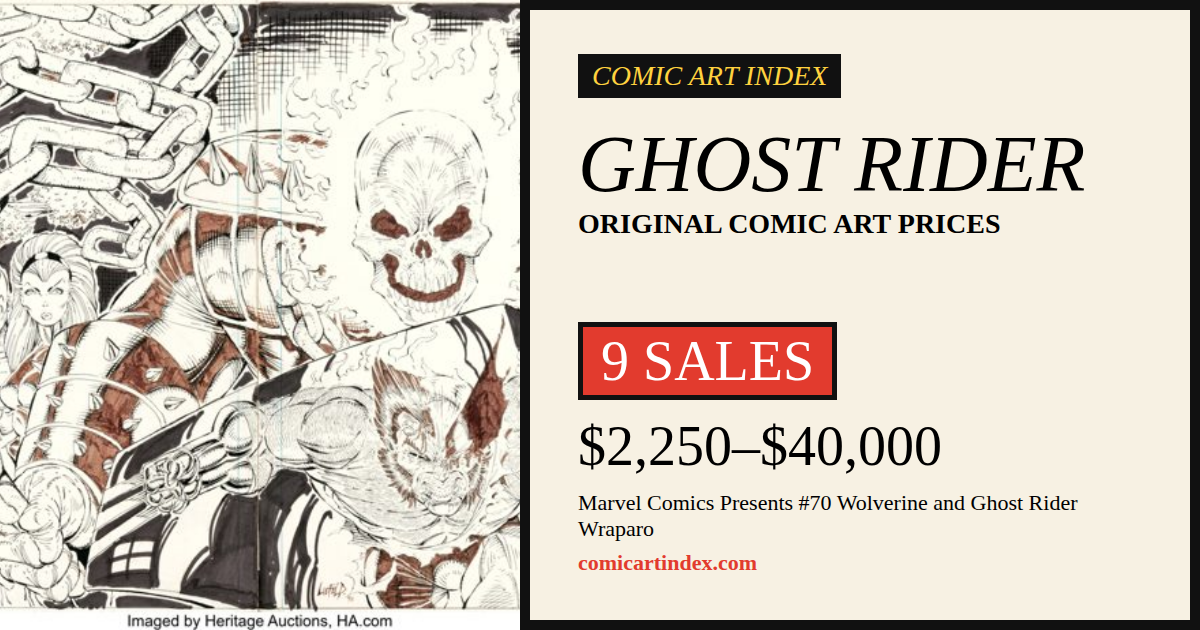 COMIC ART INDEX
GHOST RIDER
ORIGINAL COMIC ART PRICES
9 SALES
$2,250–$40,000
Marvel Comics Presents #70 Wolverine and Ghost Rider
Wraparo
comicartindex.com
Imaged by Heritage Auctions, HA.com